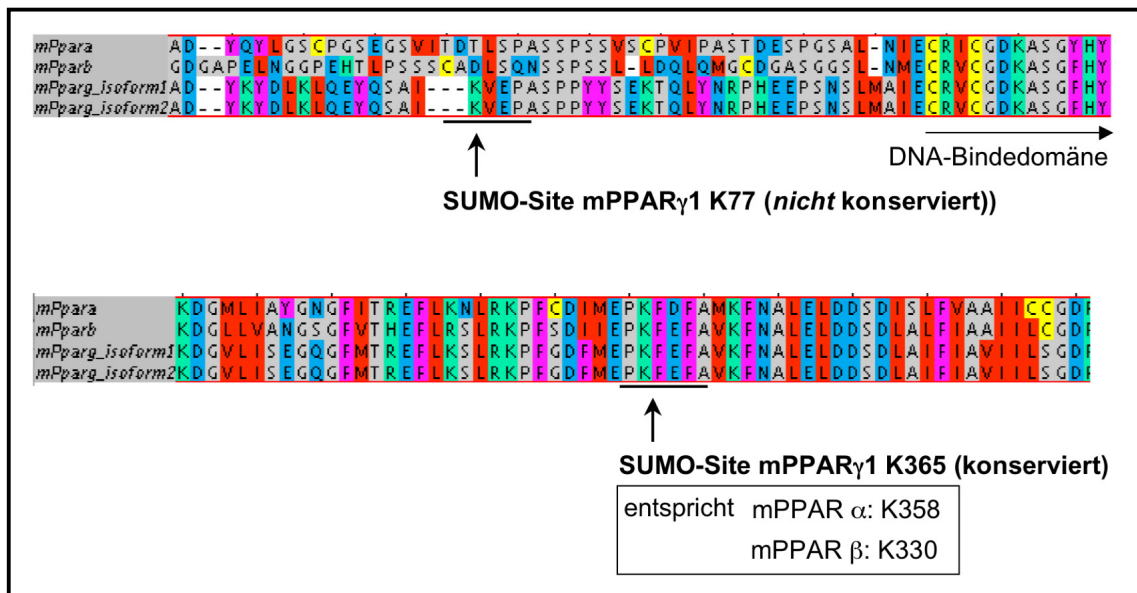 mPpara AD--YQYLGSCPGSEGSVITDTLSPASSPSSVSCPVIPASTDESPGSAL-NIECRICGDKASGYHY
mPparb GDGAPELNGGPEHTLPSSSCADLSQNSSPSSL-LDQLQMGCDGASGGSL-NMECRVCGDKASGFHY
mPparg_isoform1 AD--YKYDLKLQEYQSAI---KVEPASPPYYSEKTQLYNRPHEEPSNSLMAIECRVCGDKASGFHY
mPparg_isoform2 AD--YKYDLKLQEYQSAI---KVEPASPPYYSEKTQLYNRPHEEPSNSLMAIECRVCGDKASGFHY
DNA-Bindedomäne
SUMO-Site mPPARγ1 K77 (nicht konserviert))
mPpara KDGMLIAYGNGFITREFLKNLRKPFCDIMEPKFDFAMKFNALELDDSDISLFVAAIICCGD
mPparb KDGLLVANGSGFVTHEFLRSLRKPFSDIIEPKFEFAVKFNALELDDSDLALFIAAIILCGD
mPparg_isoform1 KDGVLISEGQGFMTREFLKSLRKPFGDFMEPKFEFAVKFNALELDDSDLAIFIAVIILSGD
mPparg_isoform2 KDGVLISEGQGFMTREFLKSLRKPFGDFMEPKFEFAVKFNALELDDSDLAIFIAVIILSGD
SUMO-Site mPPARγ1 K365 (konserviert)
entspricht mPPAR α: K358
mPPAR β: K330